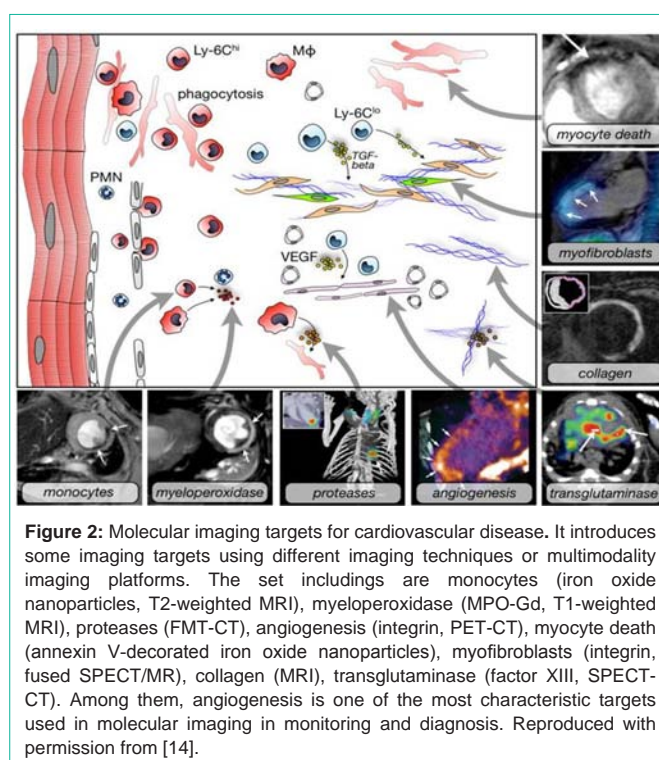 Ly-6Chi
MΦ
phagocytosis
Ly-6Clo
TGF-
beta
PMN
VEGF
myocyte death
myofibroblasts
collagen
monocytes
myeloperoxidase
proteases
angiogenesis
transglutaminase
Figure 2: Molecular imaging targets for cardiovascular disease. It introduces
some imaging targets using different imaging techniques or multimodality
imaging platforms. The set includings are monocytes (iron oxide
nanoparticles, T2-weighted MRI), myeloperoxidase (MPO-Gd, T1-weighted
MRI), proteases (FMT-CT), angiogenesis (integrin, PET-CT), myocyte death
(annexin V-decorated iron oxide nanoparticles), myofibroblasts (integrin,
fused SPECT/MR), collagen (MRI), transglutaminase (factor XIII, SPECT-
CT). Among them, angiogenesis is one of the most characteristic targets
used in molecular imaging in monitoring and diagnosis. Reproduced with
permission from [14].